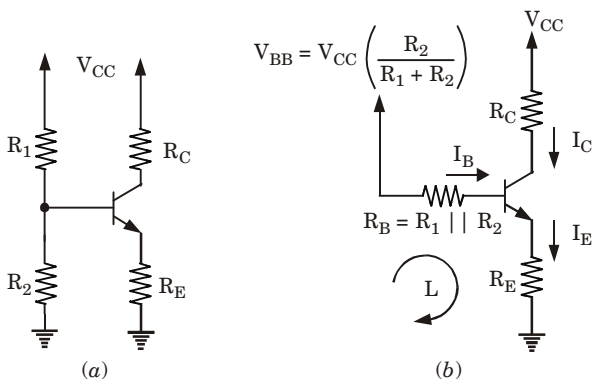 V_CC
R_1
R_C
R_2
R_E
(a)
V_BB = V_CC ( R_2 / R_1 + R_2 )
V_CC
R_C
I_C
I_B
R_B = R_1 || R_2
I_E
L
R_E
(b)